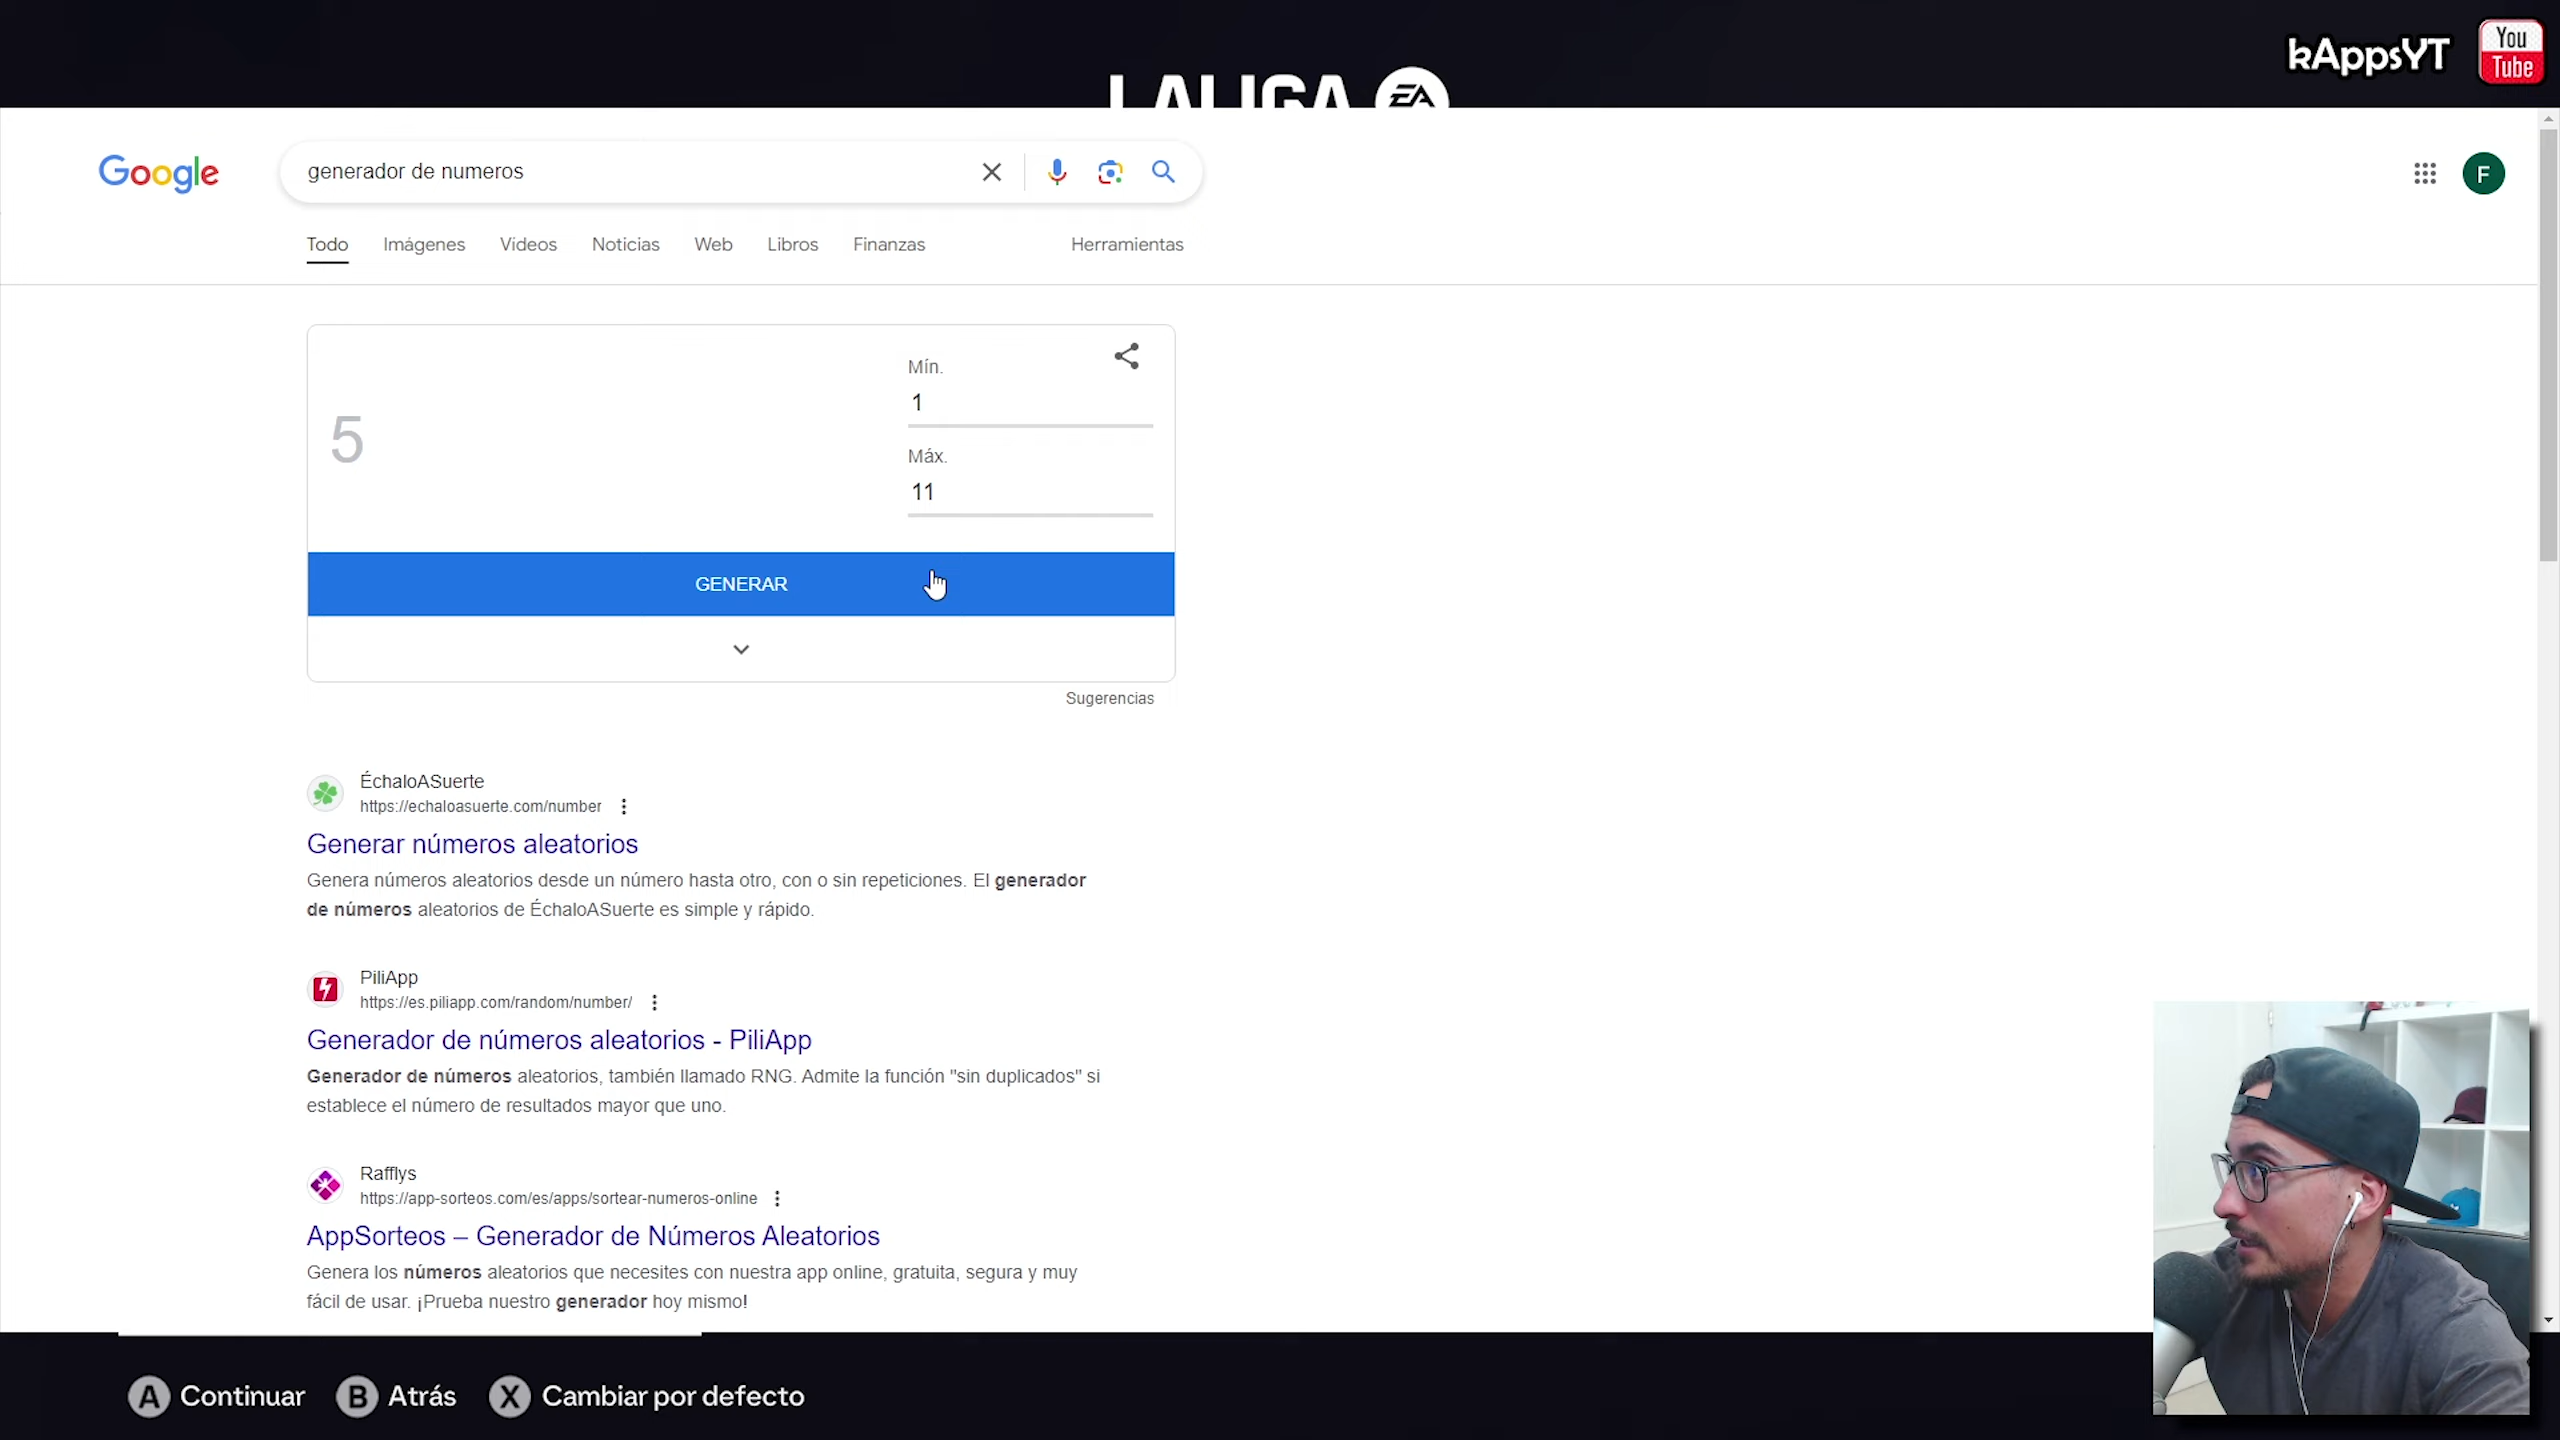 kAppsYT
You
Tube
LALIGA EA
Google
generador de numeros
F
Todo Imágenes Videos Noticias Web Libros Finanzas Herramientas
Mín.
1
5
Máx.
11
GENERAR
Sugerencias
ÉchaloASuerte
https://echaloasuerte.com/number
Generar números aleatorios
Genera números aleatorios desde un número hasta otro, con o sin repeticiones. El generador
de números aleatorios de ÉchaloASuerte es simple y rápido.
PiliApp
https://es.piliapp.com/random/number/
Generador de números aleatorios - PiliApp
Generador de números aleatorios, también llamado RNG. Admite la función "sin duplicados" si
establece el número de resultados mayor que uno.
Rafflys
https://app-sorteos.com/es/apps/sortear-numeros-online
AppSorteos – Generador de Números Aleatorios
Genera los números aleatorios que necesites con nuestra app online, gratuita, segura y muy
fácil de usar. ¡Prueba nuestro generador hoy mismo!
A Continuar B Atrás X Cambiar por defecto